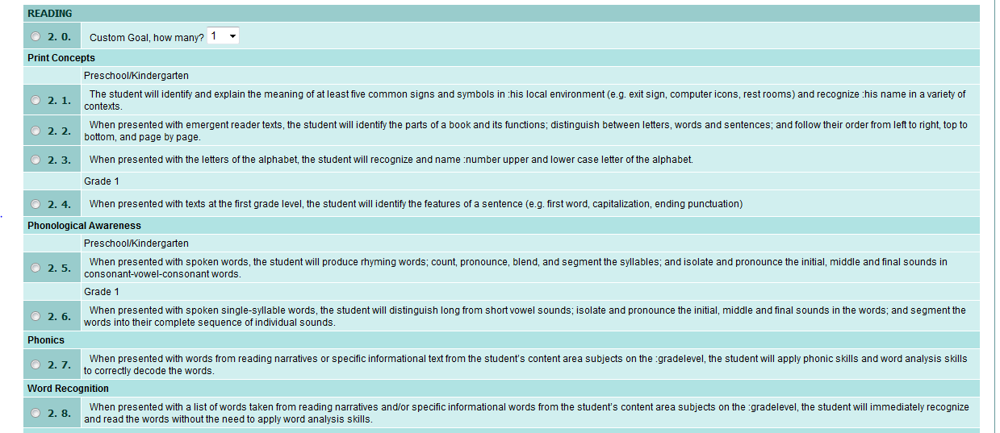 READING
2. 0. Custom Goal, how many? 1
Print Concepts
Preschool/Kindergarten
2. 1. The student will identify and explain the meaning of at least five common signs and symbols in :his local environment (e.g. exit sign, computer icons, rest rooms) and recognize :his name in a variety of
contexts.
2. 2. When presented with emergent reader texts, the student will identify the parts of a book and its functions; distinguish between letters, words and sentences; and follow their order from left to right, top to
bottom, and page by page.
2. 3. When presented with the letters of the alphabet, the student will recognize and name :number upper and lower case letter of the alphabet.
Grade 1
2. 4. When presented with texts at the first grade level, the student will identify the features of a sentence (e.g. first word, capitalization, ending punctuation)
Phonological Awareness
Preschool/Kindergarten
2. 5. When presented with spoken words, the student will produce rhyming words; count, pronounce, blend, and segment the syllables; and isolate and pronounce the initial, middle and final sounds in
consonant-vowel-consonant words.
Grade 1
2. 6. When presented with spoken single-syllable words, the student will distinguish long from short vowel sounds; isolate and pronounce the initial, middle and final sounds in the words; and segment the
words into their complete sequence of individual sounds.
Phonics
2. 7. When presented with words from reading narratives or specific informational text from the student's content area subjects on the :gradelevel, the student will apply phonic skills and word analysis skills
to correctly decode the words.
Word Recognition
2. 8. When presented with a list of words taken from reading narratives and/or specific informational words from the student's content area subjects on the :gradelevel, the student will immediately recognize
and read the words without the need to apply word analysis skills.